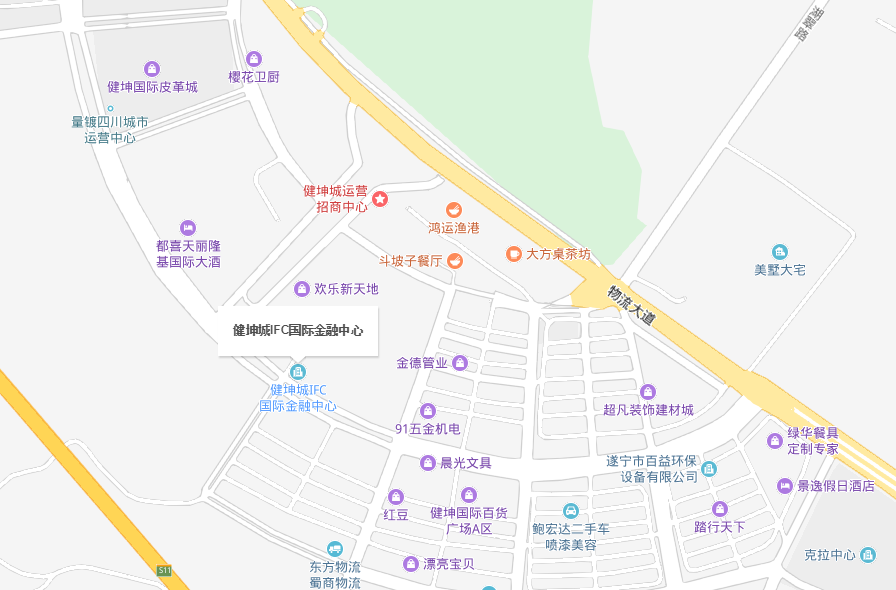 健坤国际皮革城
樱花卫厨
量镀四川城市
运营中心
健坤城运营
招商中心
鸿运渔港
都喜天丽隆
基国际大酒
斗坡子餐厅
大方桌茶坊
美墅大宅
欢乐新天地
物流大道
健坤城IFC国际金融中心
金德管业
健坤城IFC
国际金融中心
超凡装饰建材城
91五金机电
绿华餐具
定制专家
晨光文具
遂宁市百益环保
设备有限公司
景逸假日酒店
红豆
健坤国际百货
广场A区
鲍宏达二手车
喷漆美容
踏行天下
克拉中心
东方物流
蜀商物流
漂亮宝贝
S11